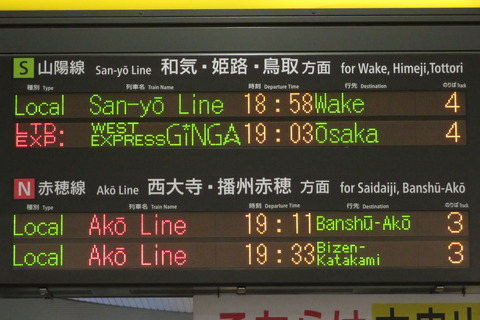 S 山陽線 San-yō Line 和気・姫路・鳥取 方面 for Wake, Himeji,Tottori
種別 Type 列車名 Train Name 時刻 Departure Time 行先 Destination のりば Track
Local San-yō Line 18:58 Wake 4
LTD. EXP. WEST EXPRESS GINGA 19:03 Ōsaka 4
N 赤穂線 Akō Line 西大寺・播州赤穂 方面 for Saidaiji, Banshū-Akō
種別 Type 列車名 Train Name 時刻 Departure Time 行先 Destination のりば Track
Local Akō Line 19:11 Banshū-Akō 3
Local Akō Line 19:33 Bizen-Katakami 3